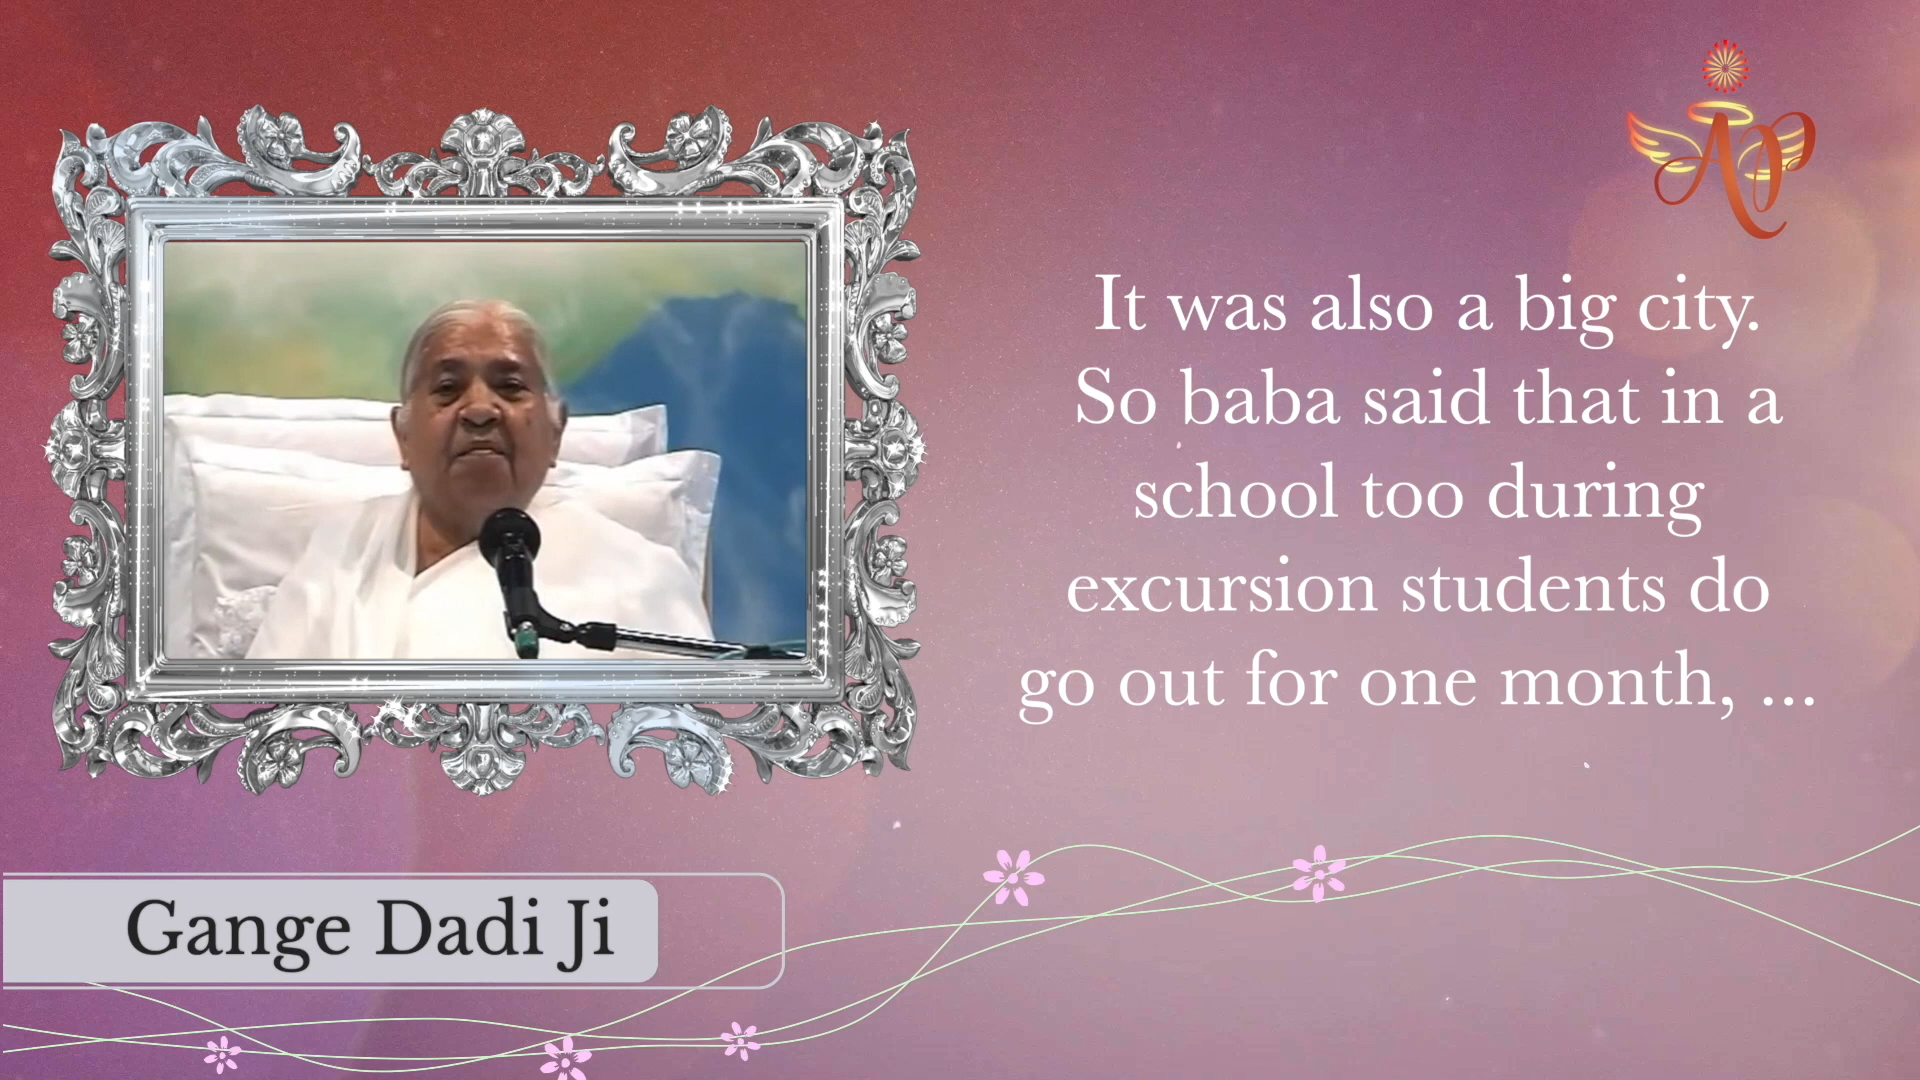 AP
It was also a big city.
So baba said that in a
school too during
excursion students do
go out for one month, ...
Gange Dadi Ji